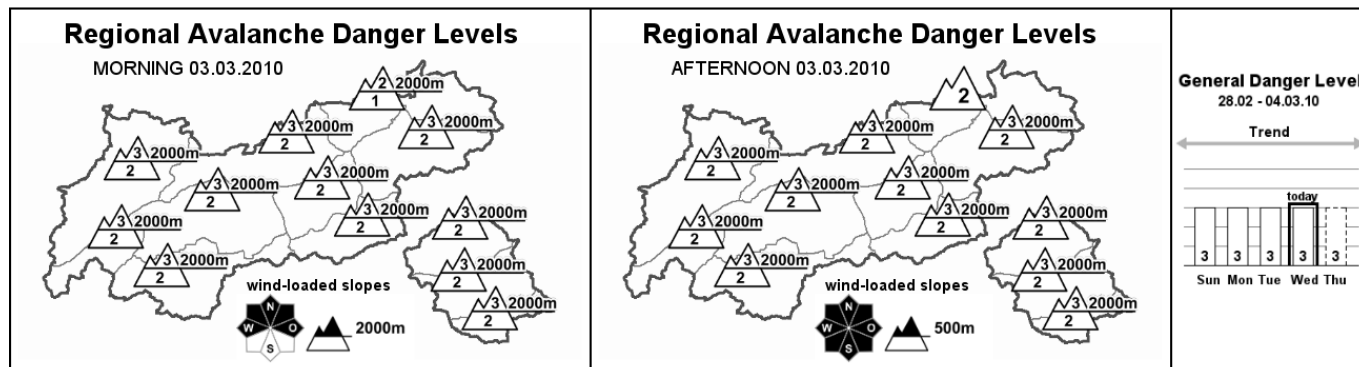 Regional Avalanche Danger Levels
MORNING 03.03.2010
2 2000m
1
3 2000m
2
3 2000m
2
3 2000m
2
3 2000m
2
3 2000m
2
3 2000m
2
3 2000m
2
3 2000m
2
3 2000m
2
3 2000m
2
3 2000m
2
wind-loaded slopes
N
W O
S
2000m
Regional Avalanche Danger Levels
AFTERNOON 03.03.2010
2
3 2000m
2
3 2000m
2
3 2000m
2
3 2000m
2
3 2000m
2
3 2000m
2
3 2000m
2
3 2000m
2
3 2000m
2
3 2000m
2
3 2000m
2
wind-loaded slopes
N
W O
S
500m
General Danger Level
28.02 - 04.03.10
Trend
today
3 3 3 3 3
Sun Mon Tue Wed Thu